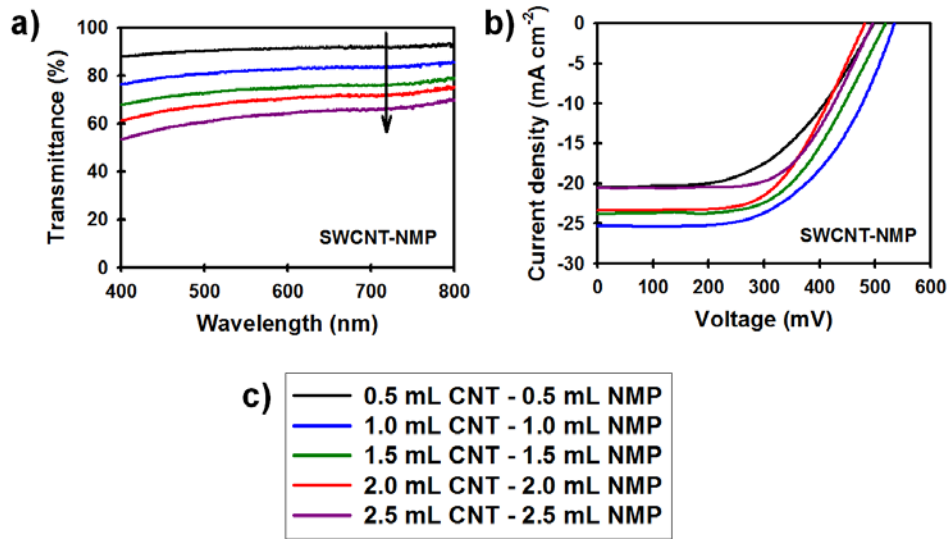 a)
Transmittance (%)
100
80
60
40
20
0
400
500
600
700
800
Wavelength (nm)
SWCNT-NMP
b)
Current density (mA cm-2)
0
-5
-10
-15
-20
-25
-30
0
100
200
300
400
500
600
Voltage (mV)
SWCNT-NMP
c)
0.5 mL CNT - 0.5 mL NMP
1.0 mL CNT - 1.0 mL NMP
1.5 mL CNT - 1.5 mL NMP
2.0 mL CNT - 2.0 mL NMP
2.5 mL CNT - 2.5 mL NMP